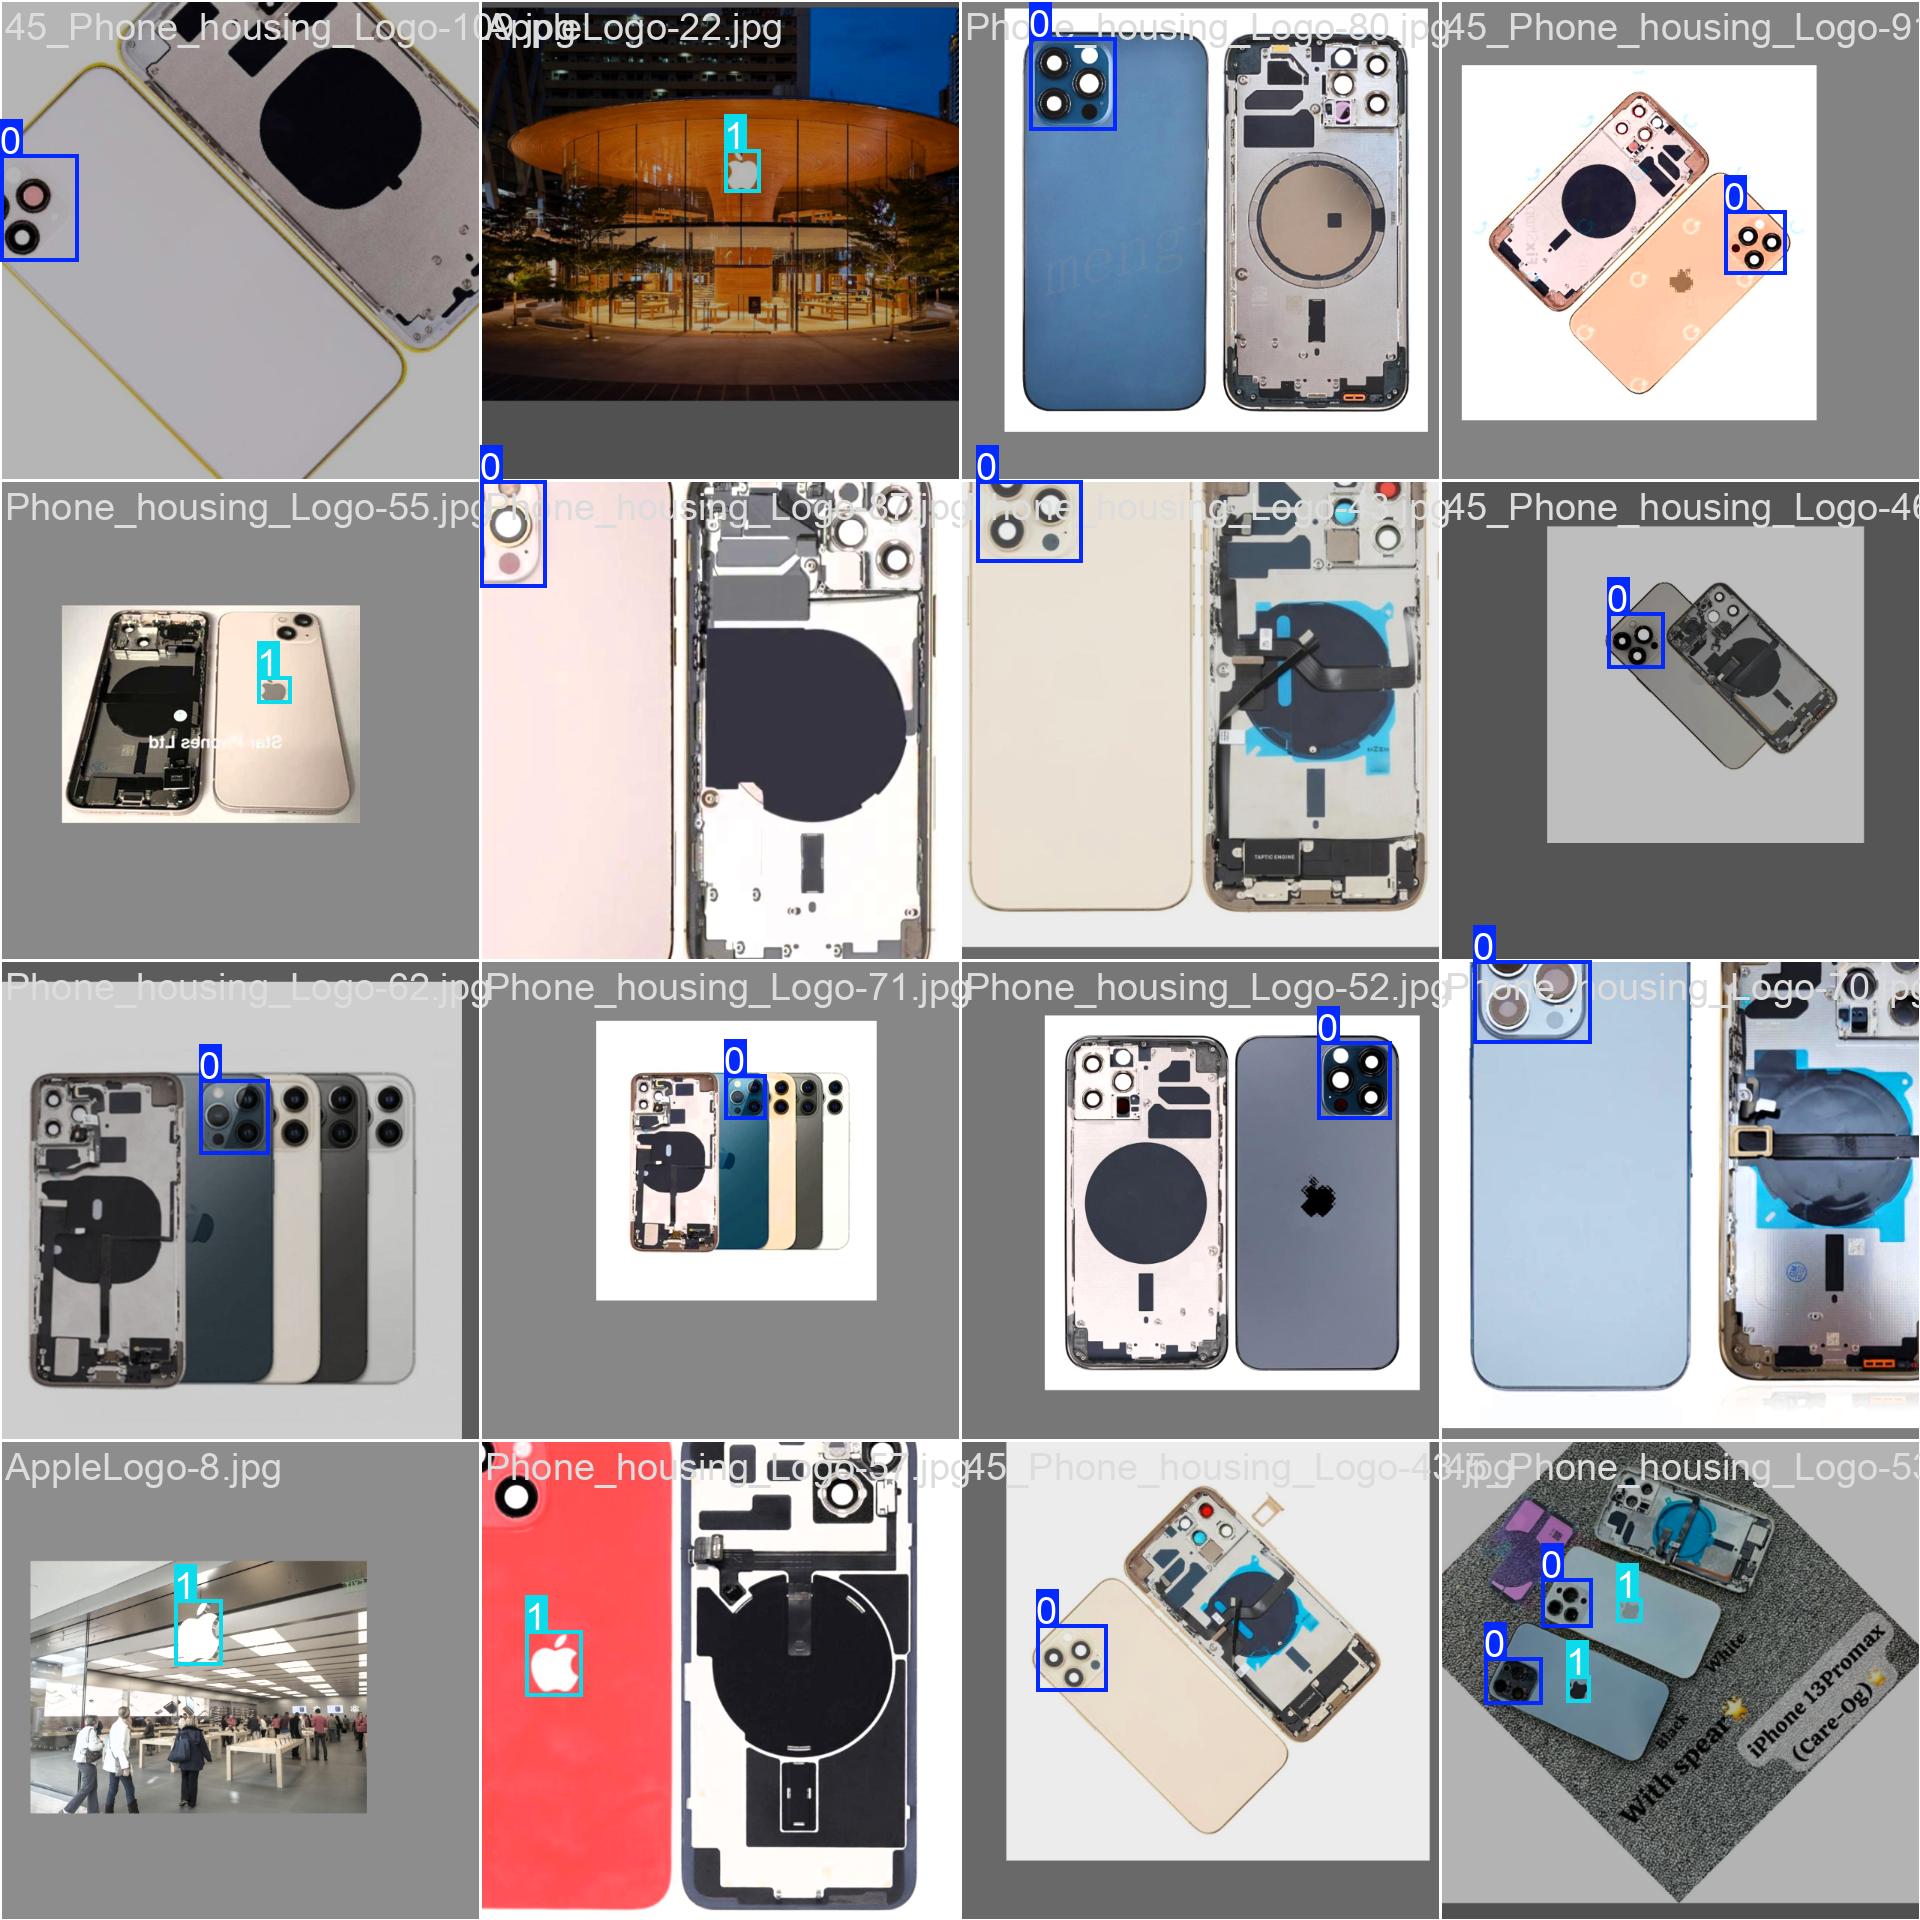 45_Phone_housing_Logo-10
.jpg
AppleLogo-22.jpg
Phone_housing_Logo-80.jpg
45_Phone_housing_Logo-91
0
1
0
0
mengt
Phone_housing_Logo-55.jpg
Phone_housing_Logo-87.jpg
Phone_housing_Logo-43.jpg
45_Phone_housing_Logo-46
1
0
0
0
Star Phones Ltd
TAPTIC ENGINE
Phone_housing_Logo-62.jpg
Phone_housing_Logo-71.jpg
Phone_housing_Logo-52.jpg
Phone_housing_Logo-70.jpg
0
0
0
0
AppleLogo-8.jpg
Phone_housing_Logo-57.jpg
45_Phone_housing_Logo-43.jpg
45_Phone_housing_Logo-53
1
1
0
0
1
0
1
White
Black
With spear
iPhone 13Promax
(Care-Og)